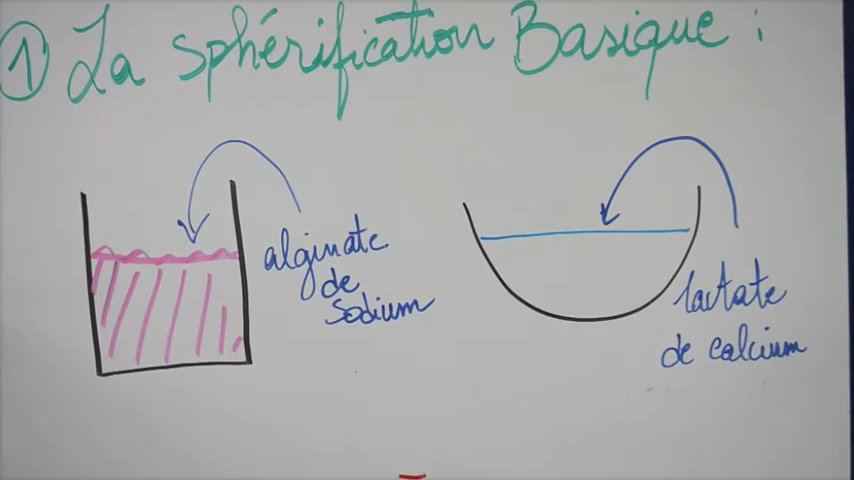 ① La sphérification Basique :
alginate
de
Sodium
lactate
de calcium